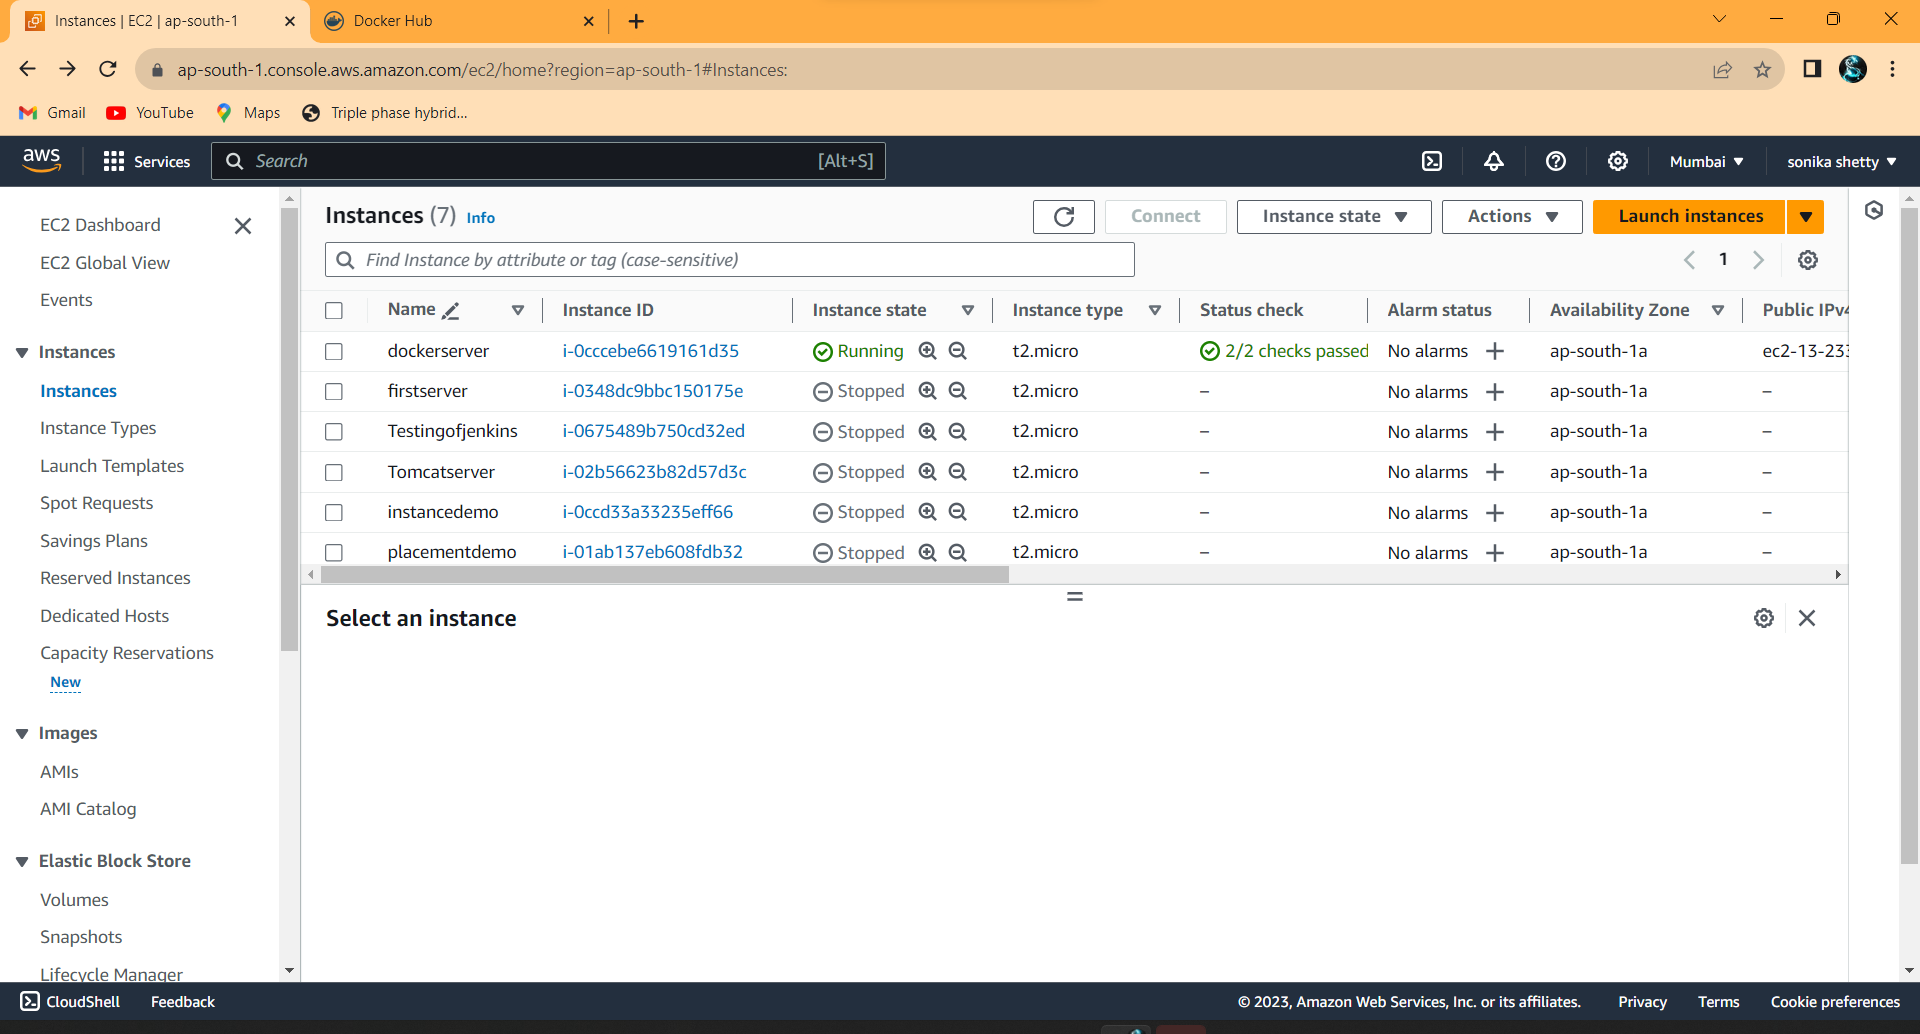 Instances | EC2 | ap-south-1
Docker Hub
ap-south-1.console.aws.amazon.com/ec2/home?region=ap-south-1#Instances:
Gmail YouTube Maps Triple phase hybrid...
aws Services Search [Alt+S] Mumbai sonika shetty
EC2 Dashboard
EC2 Global View
Events
Instances
Instances
Instance Types
Launch Templates
Spot Requests
Savings Plans
Reserved Instances
Dedicated Hosts
Capacity Reservations
New
Images
AMIs
AMI Catalog
Elastic Block Store
Volumes
Snapshots
Lifecycle Manager
Instances (7) Info Connect Instance state Actions Launch instances
Find Instance by attribute or tag (case-sensitive) 1
Name Instance ID Instance state Instance type Status check Alarm status Availability Zone Public IPv4
dockerserver i-0cccebe6619161d35 Running t2.micro 2/2 checks passed No alarms + ap-south-1a ec2-13-233
firstserver i-0348dc9bbc150175e Stopped t2.micro – No alarms + ap-south-1a –
Testingofjenkins i-0675489b750cd32ed Stopped t2.micro – No alarms + ap-south-1a –
Tomcatserver i-02b56623b82d57d3c Stopped t2.micro – No alarms + ap-south-1a –
instancedemo i-0ccd33a33235eff66 Stopped t2.micro – No alarms + ap-south-1a –
placementdemo i-01ab137eb608fdb32 Stopped t2.micro – No alarms + ap-south-1a –
Select an instance
CloudShell Feedback © 2023, Amazon Web Services, Inc. or its affiliates. Privacy Terms Cookie preferences